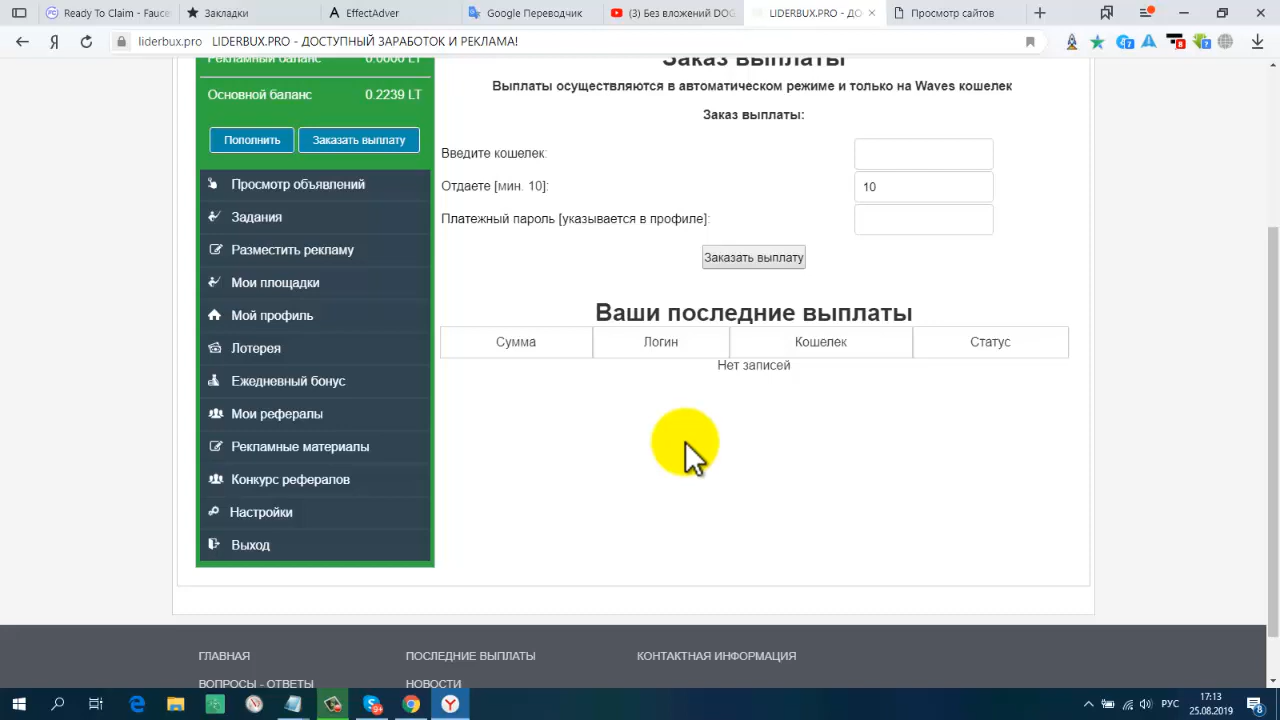 Ready To Claim - Fauce
Закладки
EffectAdver
Google Переводчик
(3) Без вложений DOG
LIDERBUX.PRO - ДО
Просмотр сайтов
liderbux.pro LIDERBUX.PRO - ДОСТУПНЫЙ ЗАРАБОТОК И РЕКЛАМА!
Рекламный баланс 0.0000 LT
Основной баланс 0.2239 LT
Пополнить Заказать выплату
Просмотр объявлений
Задания
Разместить рекламу
Мои площадки
Мой профиль
Лотерея
Ежедневный бонус
Мои рефералы
Рекламные материалы
Конкурс рефералов
Настройки
Выход
Заказ выплаты
Выплаты осуществляются в автоматическом режиме и только на Waves кошелек
Заказ выплаты:
Введите кошелек:
Отдаете [мин. 10]: 10
Платежный пароль [указывается в профиле]:
Заказать выплату
Ваши последние выплаты
Сумма Логин Кошелек Статус
Нет записей
ГЛАВНАЯ ПОСЛЕДНИЕ ВЫПЛАТЫ КОНТАКТНАЯ ИНФОРМАЦИЯ
ВОПРОСЫ - ОТВЕТЫ НОВОСТИ
РУС
17:13
25.08.2019